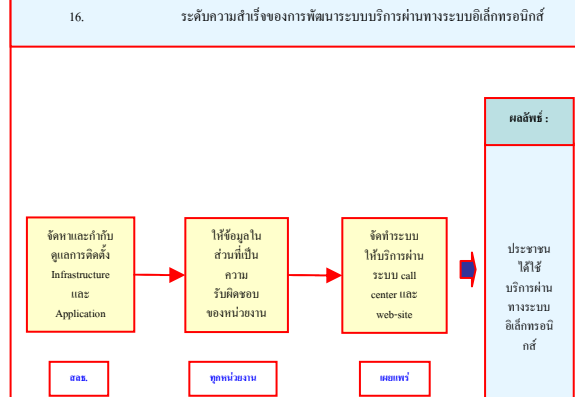 16. ระดับความสำเร็จของการพัฒนาระบบบริการผ่านทางระบบอิเล็กทรอนิกส์
ผลลัพธ์ :
จัดหาและกำกับ
ดูแลการติดตั้ง
Infrastructure
และ
Application
ให้ข้อมูลใน
ส่วนที่เป็น
ความ
รับผิดชอบ
ของหน่วยงาน
จัดทำระบบ
ให้บริการผ่าน
ระบบ call
center และ
web-site
ประชาชน
ได้ใช้
บริการผ่าน
ทางระบบ
อิเล็กทรอนิ
กส์
สลธ.
ทุกหน่วยงาน
เผยแพร่